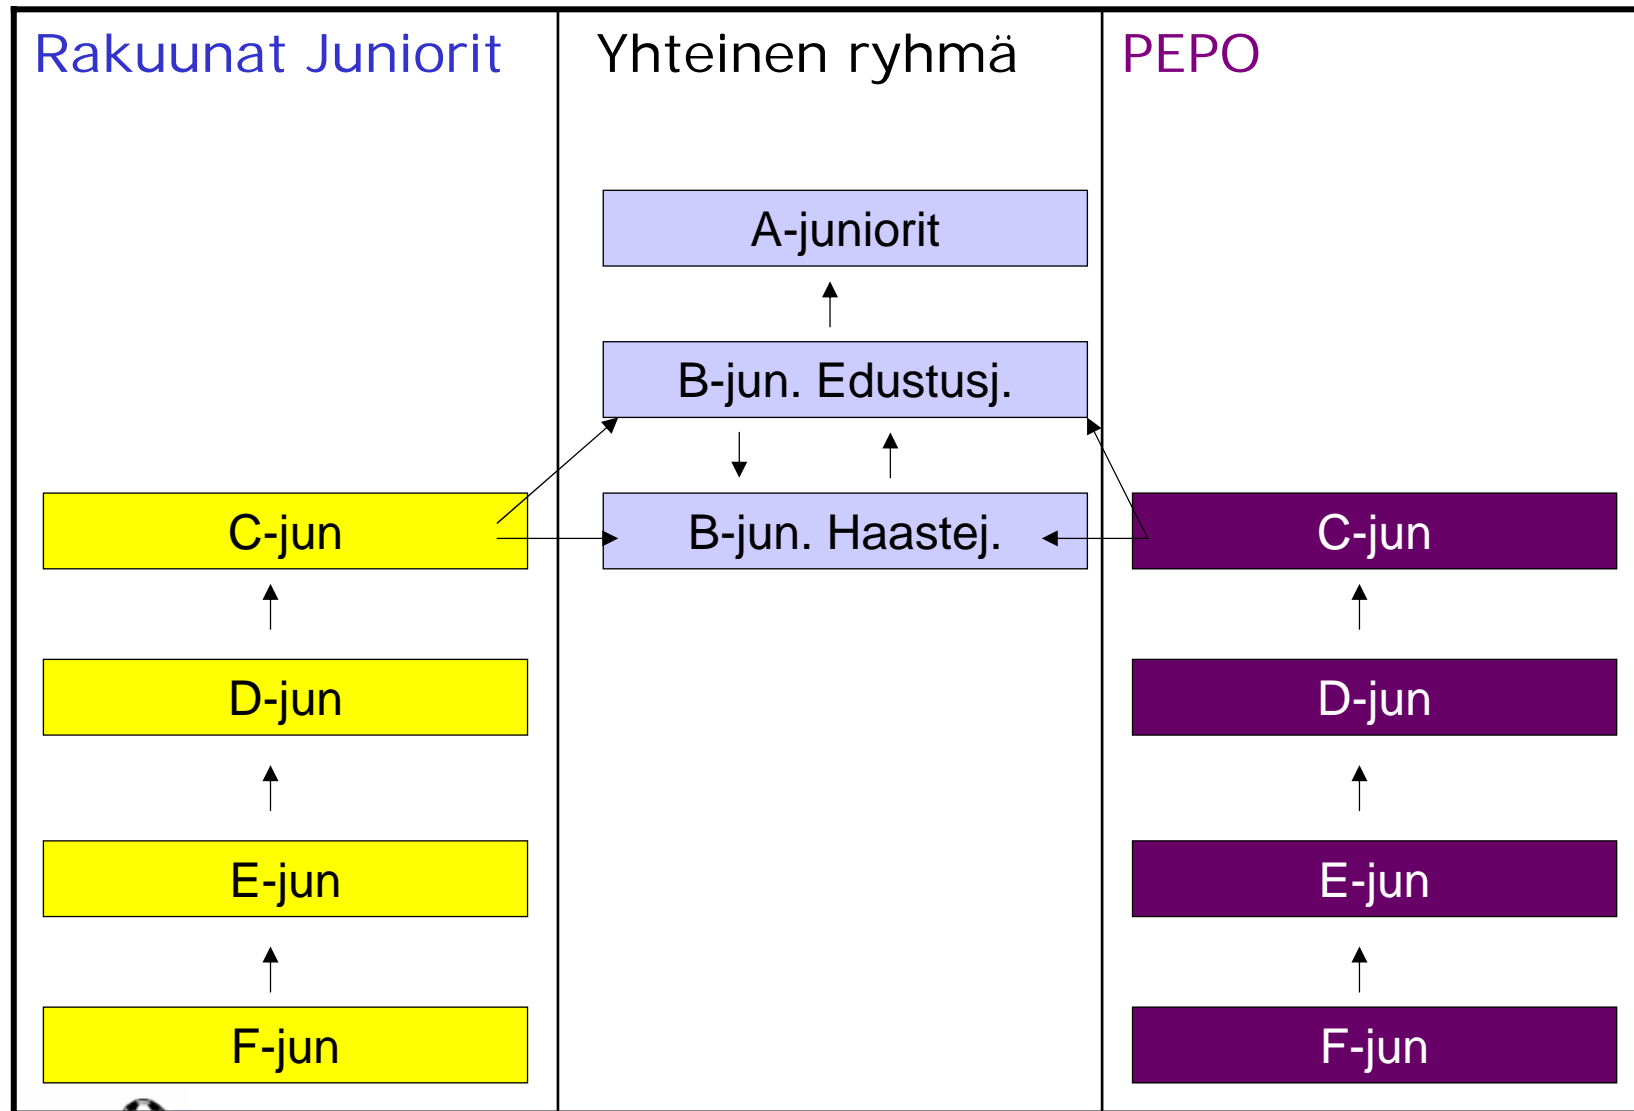 Rakuunat Juniorit
Yhteinen ryhmä
PEPO
A-juniorit
B-jun. Edustusj.
C-jun
B-jun. Haastej.
C-jun
D-jun
D-jun
E-jun
E-jun
F-jun
F-jun